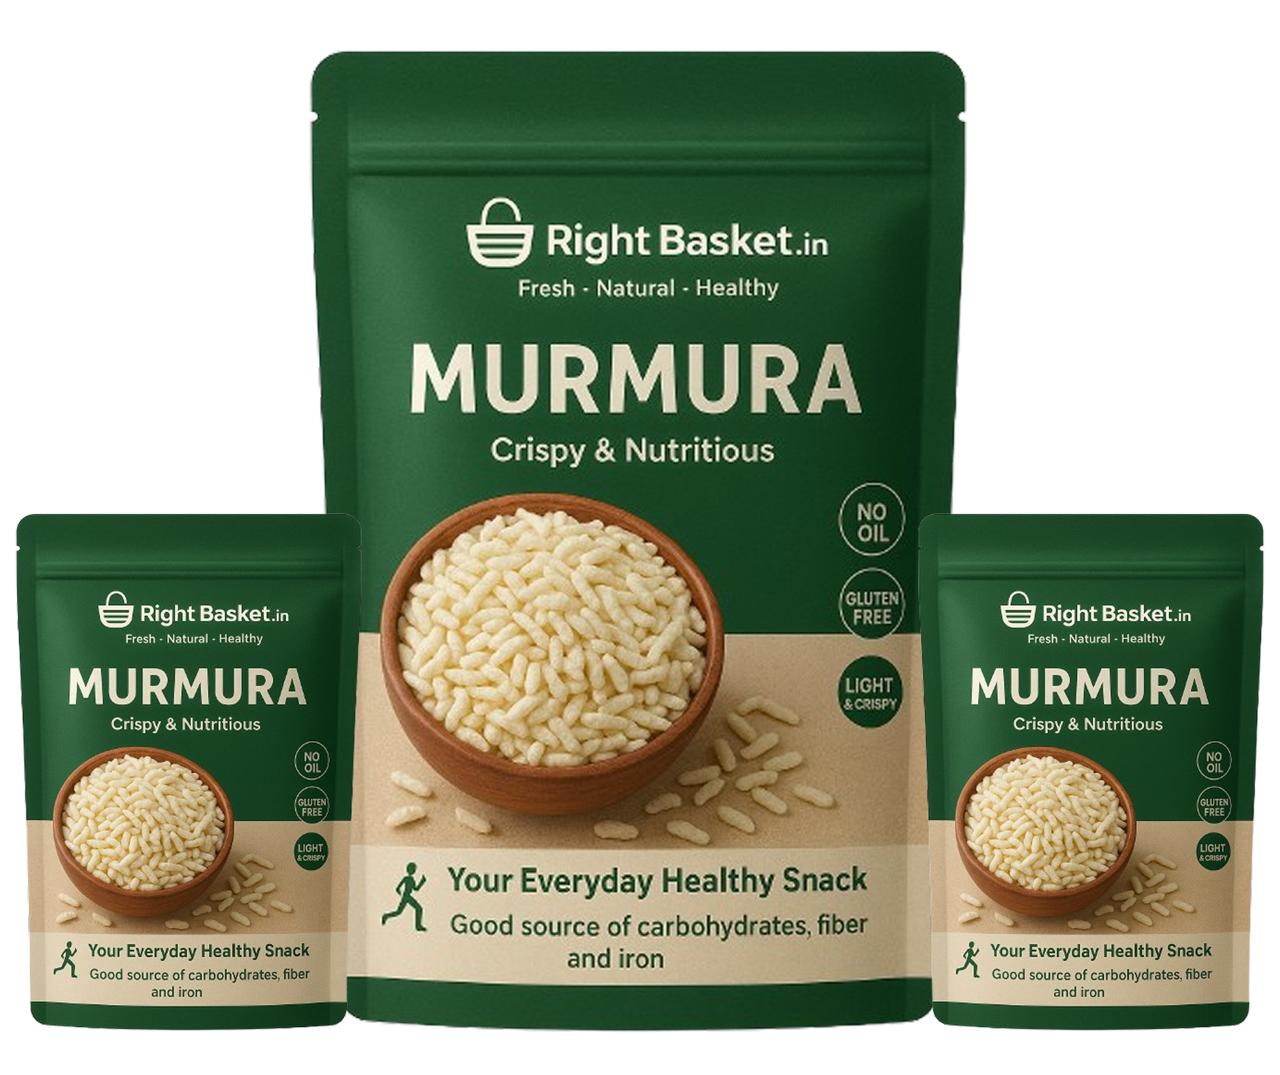 Right Basket.in
Fresh - Natural - Healthy
MURMURA
Crispy & Nutritious
NO
OIL
GLUTEN
FREE
LIGHT
& CRISPY
Your Everyday Healthy Snack
Good source of carbohydrates, fiber
and iron
Right Basket.in
Fresh - Natural - Healthy
MURMURA
Crispy & Nutritious
NO
OIL
GLUTEN
FREE
LIGHT
& CRISPY
Your Everyday Healthy Snack
Good source of carbohydrates, fiber
and iron
Right Basket.in
Fresh - Natural - Healthy
MURMURA
Crispy & Nutritious
NO
OIL
GLUTEN
FREE
LIGHT
& CRISPY
Your Everyday Healthy Snack
Good source of carbohydrates, fiber
and iron